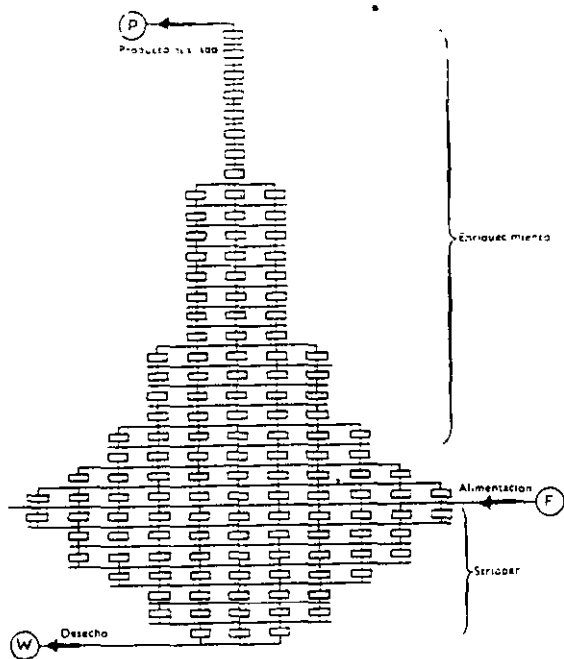 P
Producto
Enriquecimiento
Alimentacion
F
Stripper
Desecho
W